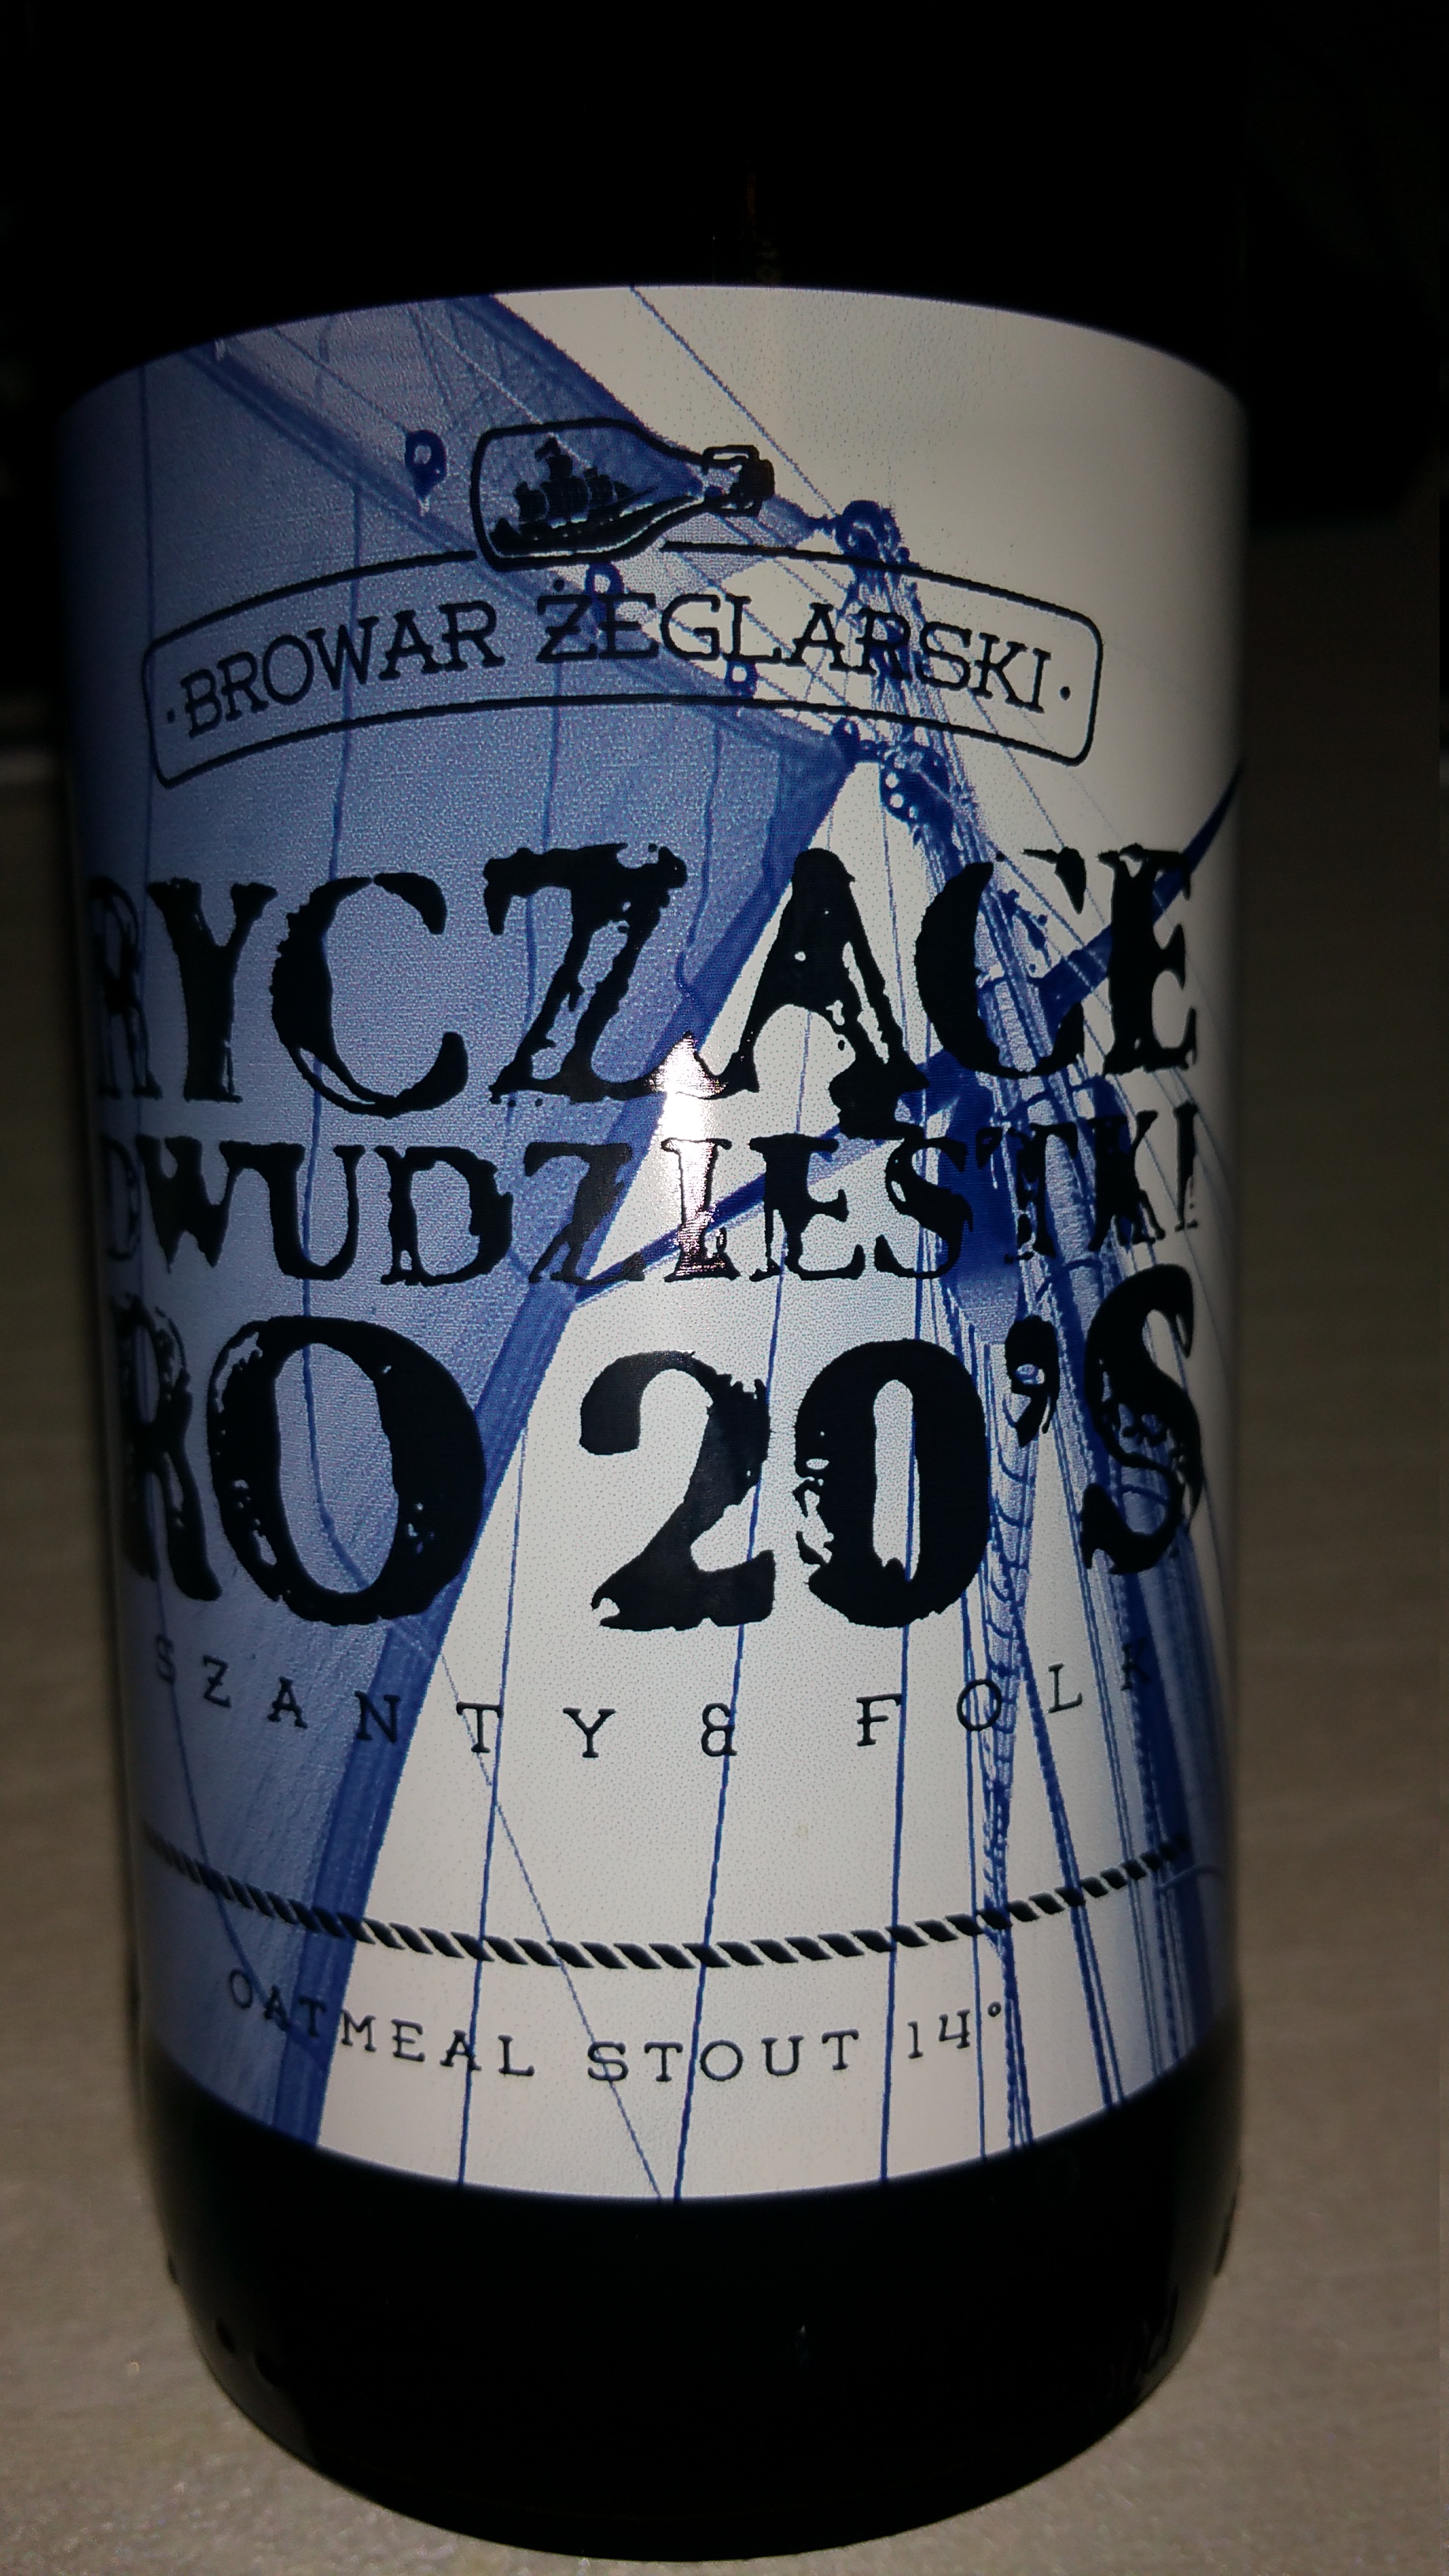 ·BROWAR ŻEGLARSKI·
RYCZĄCE
DWUDZIESTKI
RO 20'S
SZANTY & FOLK
OATMEAL STOUT 14°